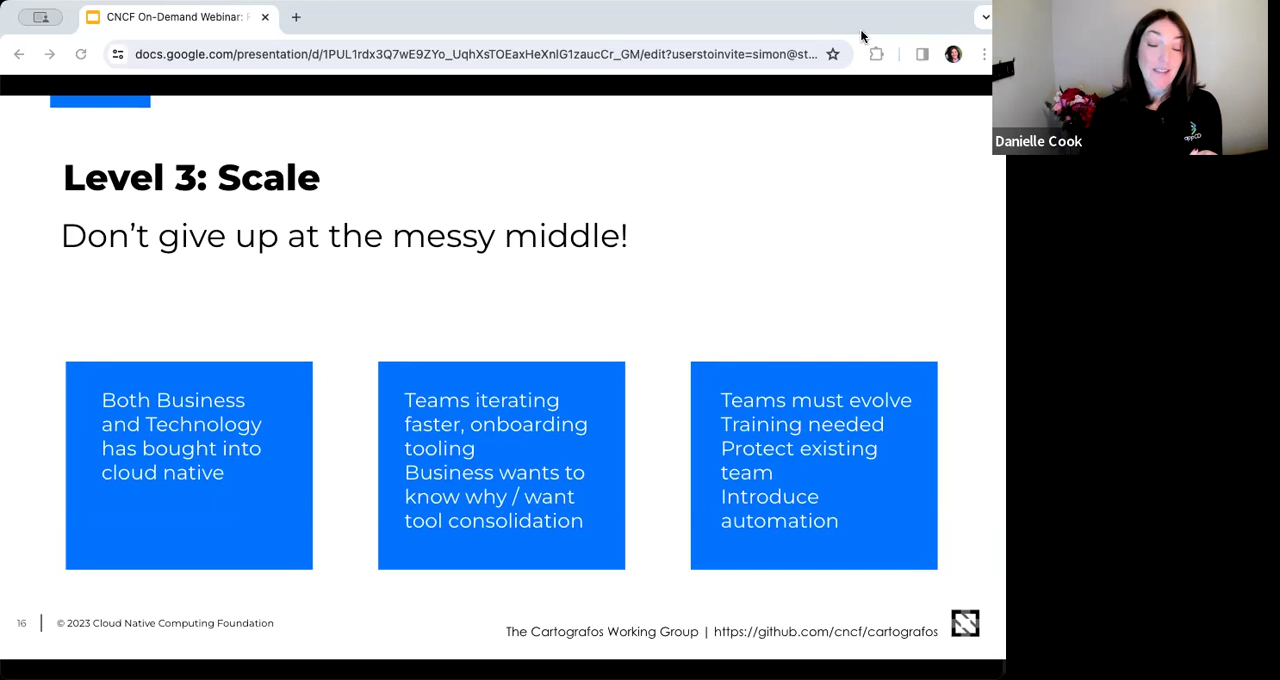 CNCF On-Demand Webinar: F
docs.google.com/presentation/d/1PUL1rdx3Q7wE9ZYo_UqhXsTOEaxHeXnlG1zaucCr_GM/edit?userstoinvite=simon@st...
Danielle Cook
appCD
Level 3: Scale
Don’t give up at the messy middle!
Both Business
and Technology
has bought into
cloud native
Teams iterating
faster, onboarding
tooling
Business wants to
know why / want
tool consolidation
Teams must evolve
Training needed
Protect existing
team
Introduce
automation
16
© 2023 Cloud Native Computing Foundation
The Cartografos Working Group | https://github.com/cncf/cartografos